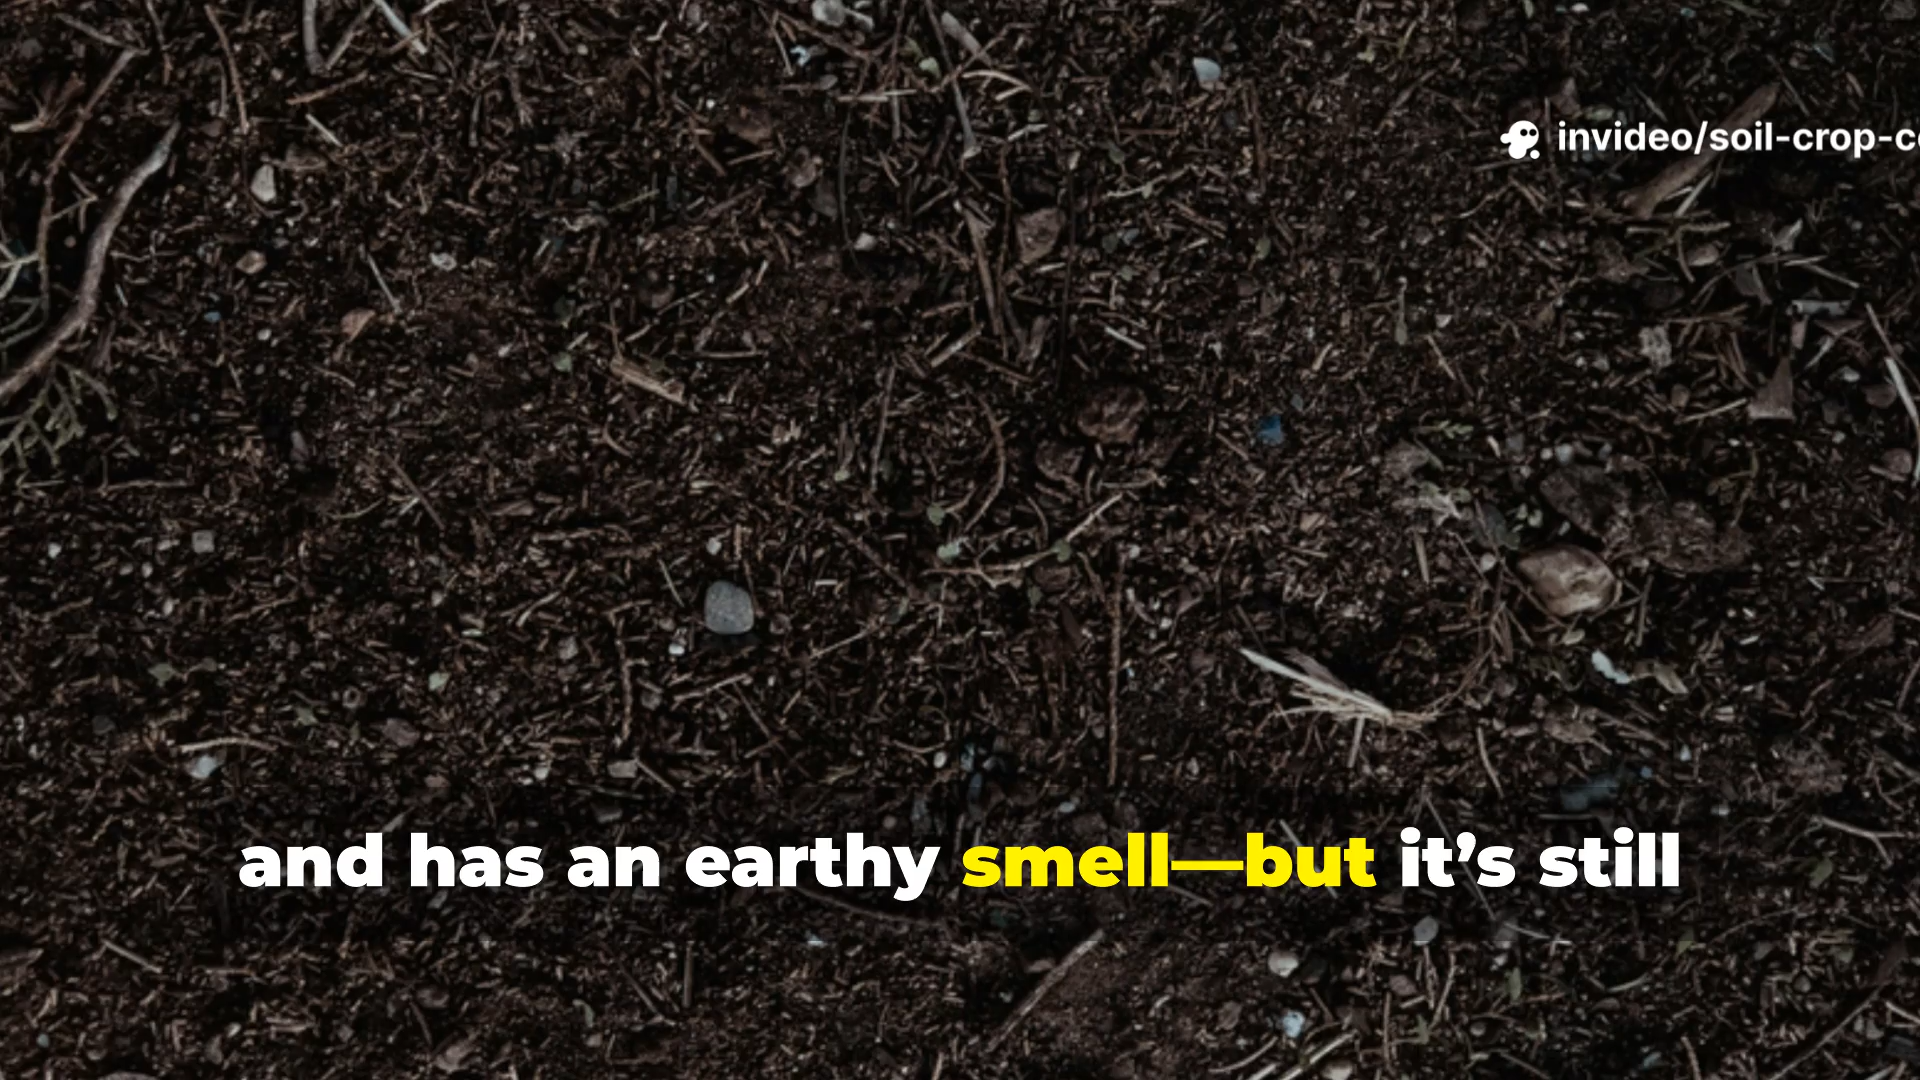 invideo/soil-crop-c
and has an earthy smell—but it’s still